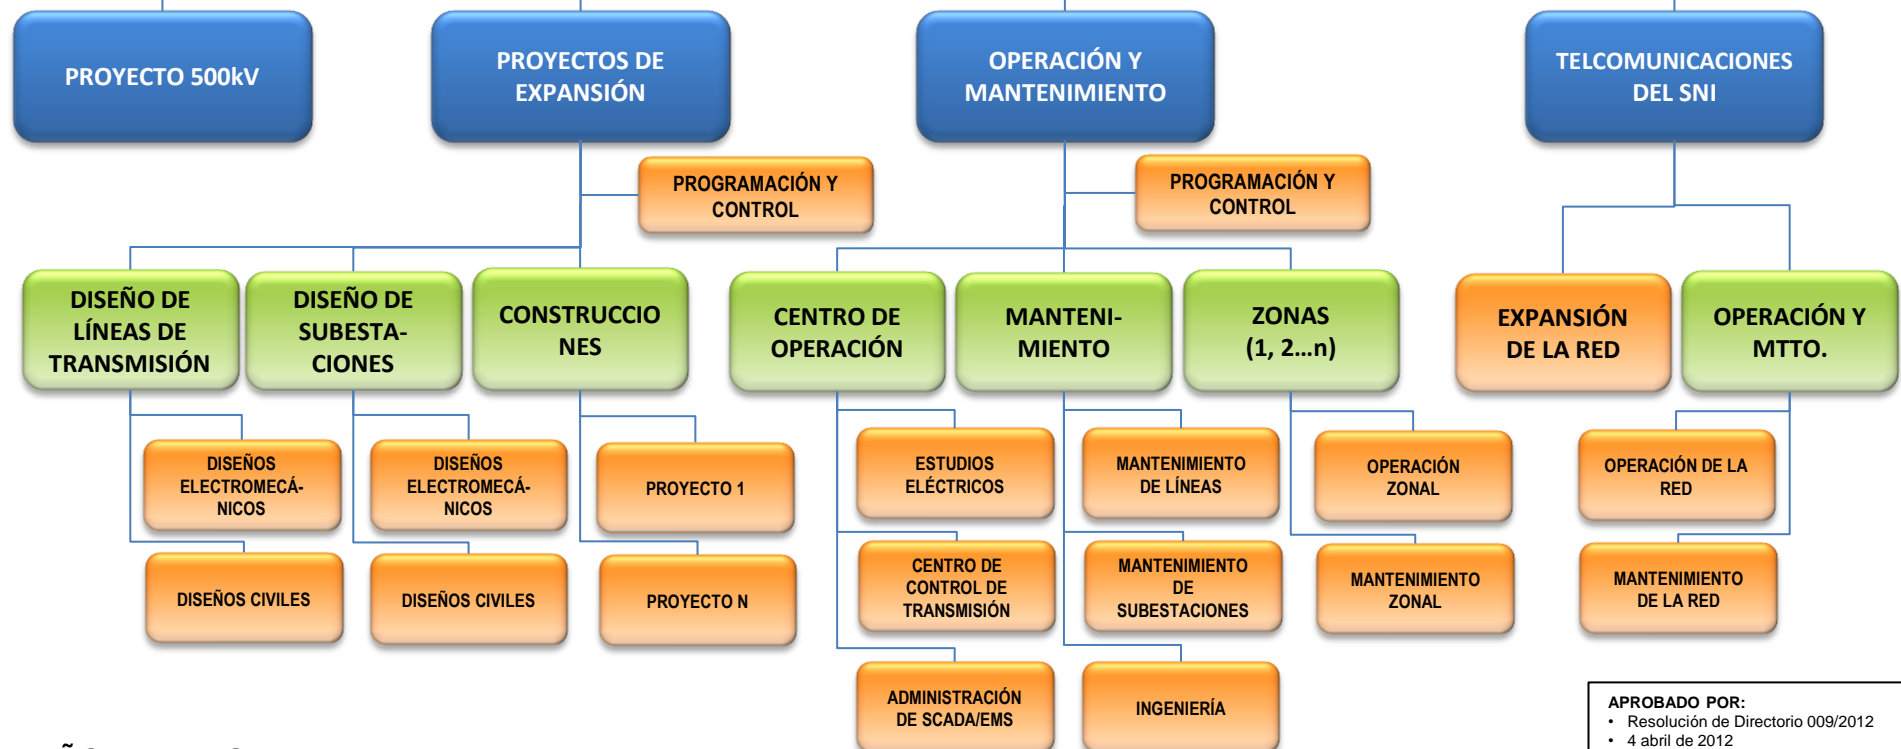 PROYECTO 500kV
PROYECTOS DE
EXPANSIÓN
OPERACIÓN Y
MANTENIMIENTO
TELCOMUNICACIONES
DEL SNI
PROGRAMACIÓN Y
CONTROL
PROGRAMACIÓN Y
CONTROL
DISEÑO DE
LÍNEAS DE
TRANSMISIÓN
DISEÑO DE
SUBESTA-
CIONES
CONSTRUCCIO
NES
CENTRO DE
OPERACIÓN
MANTENI-
MIENTO
ZONAS
(1, 2...n)
EXPANSIÓN
DE LA RED
OPERACIÓN Y
MTTO.
DISEÑOS
ELECTROMECÁ-
NICOS
DISEÑOS
ELECTROMECÁ-
NICOS
PROYECTO 1
ESTUDIOS
ELÉCTRICOS
MANTENIMIENTO
DE LÍNEAS
OPERACIÓN
ZONAL
OPERACIÓN DE LA
RED
DISEÑOS CIVILES
DISEÑOS CIVILES
PROYECTO N
CENTRO DE
CONTROL DE
TRANSMISIÓN
MANTENIMIENTO
DE
SUBESTACIONES
MANTENIMIENTO
ZONAL
MANTENIMIENTO
DE LA RED
ADMINISTRACIÓN
DE SCADA/EMS
INGENIERÍA
APROBADO POR:
• Resolución de Directorio 009/2012
• 4 abril de 2012